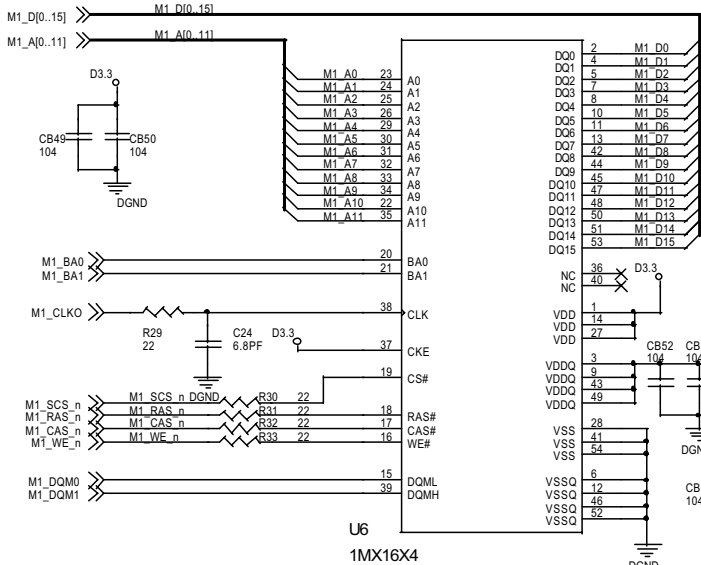 M1_D[0..15] M1_D[0..15]
M1_A[0..11] M1_A[0..11]
D3.3
CB49 104 CB50 104
DGND
M1_A0 23 A0
M1_A1 24 A1
M1_A2 25 A2
M1_A3 26 A3
M1_A4 29 A4
M1_A5 30 A5
M1_A6 31 A6
M1_A7 32 A7
M1_A8 33 A8
M1_A9 34 A9
M1_A10 22 A10
M1_A11 35 A11
M1_BA0 20 BA0
M1_BA1 21 BA1
M1_CLKO 38 CLK
R29 22
C24 6.8PF
D3.3 37 CKE
19 CS#
M1_SCS_n M1_SCS_n DGND R30 22
M1_RAS_n M1_RAS_n R31 22 18 RAS#
M1_CAS_n M1_CAS_n R32 22 17 CAS#
M1_WE_n M1_WE_n R33 22 16 WE#
M1_DQM0 15 DQML
M1_DQM1 39 DQMH
DQ0 2 M1_D0
DQ1 4 M1_D1
DQ2 5 M1_D2
DQ3 7 M1_D3
DQ4 8 M1_D4
DQ5 10 M1_D5
DQ6 11 M1_D6
DQ7 13 M1_D7
DQ8 42 M1_D8
DQ9 44 M1_D9
DQ10 45 M1_D10
DQ11 47 M1_D11
DQ12 48 M1_D12
DQ13 50 M1_D13
DQ14 51 M1_D14
DQ15 53 M1_D15
NC 36 D3.3
NC 40
VDD 1
VDD 14
VDD 27
VDDQ 3
VDDQ 9
VDDQ 43
VDDQ 49
CB52 104
CB 104
VSS 28
VSS 41
VSS 54
VSSQ 6
VSSQ 12
VSSQ 46
VSSQ 52
CB 104
DGND
U6
1MX16X4